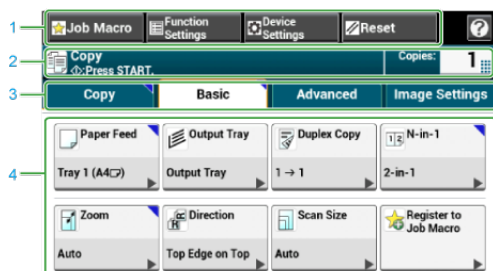 1
Job Macro
Function Settings
Device Settings
Reset
?
2
Copy
:Press START.
Copies:
1
3
Copy
Basic
Advanced
Image Settings
4
Paper Feed
Tray 1 (A4)
Output Tray
Output Tray
Duplex Copy
1 → 1
1 2
N-in-1
2-in-1
Zoom
Auto
Direction
Top Edge on Top
Scan Size
Auto
Register to
Job Macro